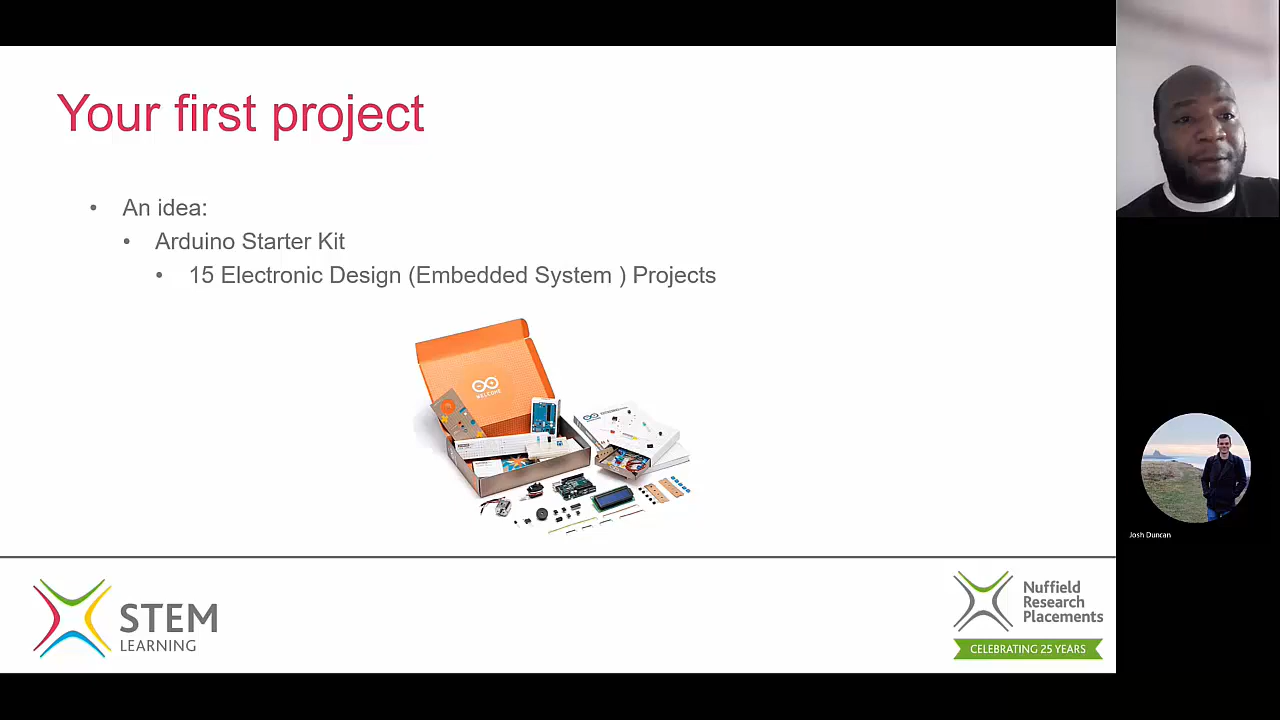 Your first project
• An idea:
• Arduino Starter Kit
• 15 Electronic Design (Embedded System ) Projects
WELCOME
STEM
LEARNING
Nuffield
Research
Placements
CELEBRATING 25 YEARS
Josh Duncan